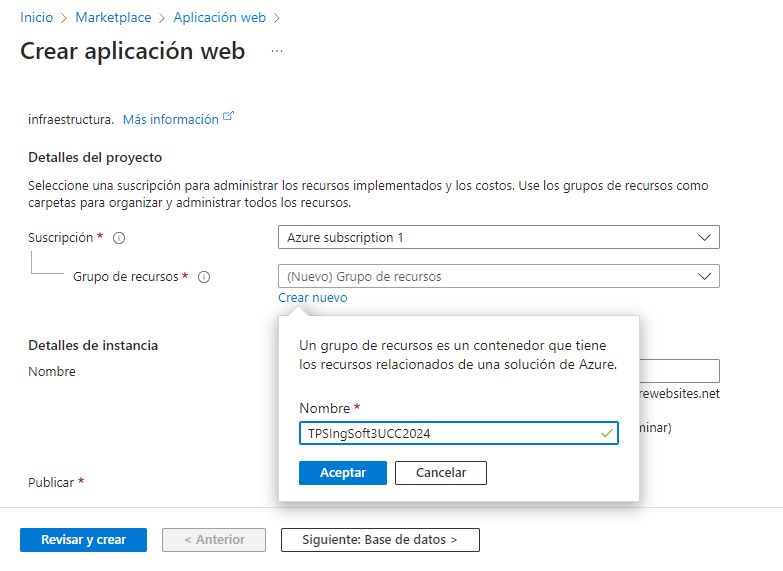 Inicio > Marketplace > Aplicación web >
Crear aplicación web ...
infraestructura. Más información
Detalles del proyecto
Seleccione una suscripción para administrar los recursos implementados y los costos. Use los grupos de recursos como
carpetas para organizar y administrar todos los recursos.
Suscripción *
Azure subscription 1
Grupo de recursos *
(Nuevo) Grupo de recursos
Crear nuevo
Un grupo de recursos es un contenedor que tiene
los recursos relacionados de una solución de Azure.
Nombre *
TPSIngSoft3UCC2024
Aceptar
Cancelar
Detalles de instancia
Nombre
rewebsites.net
minar)
Publicar *
Revisar y crear
< Anterior
Siguiente: Base de datos >